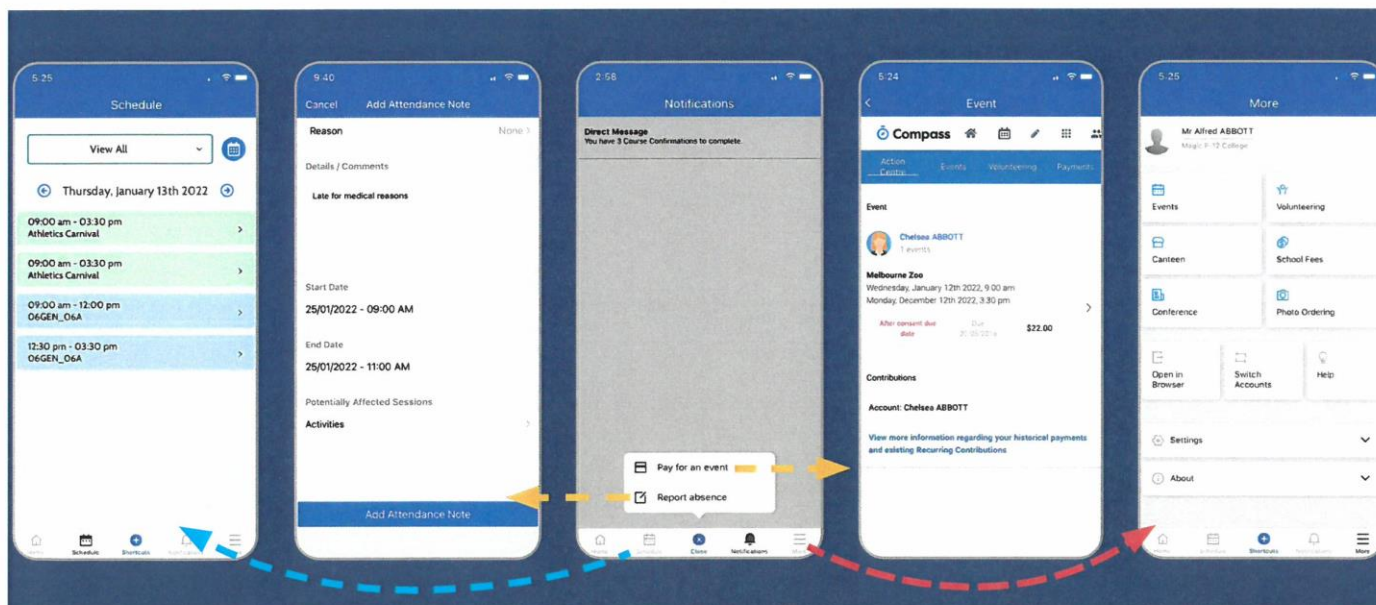 5:25
Schedule
View All
Thursday, January 13th 2022
09:00 am - 03:30 pm
Athletics Carnival
09:00 am - 03:30 pm
Athletics Carnival
09:00 am - 12:00 pm
O6GEN_O6A
12:30 pm - 03:30 pm
O6GEN_O6A
Home
Schedule
Shortcuts
Notifications
9:40
Cancel
Add Attendance Note
Reason
None
Details / Comments
Late for medical reasons
Start Date
25/01/2022 - 09:00 AM
End Date
25/01/2022 - 11:00 AM
Potentially Affected Sessions
Activities
Add Attendance Note
2:58
Notifications
Direct Message
You have 3 Course Confirmations to complete.
Pay for an event
Report absence
Home
Schedule
Close
Notifications
More
5:24
Event
Compass
Action
Centre
Events
Volunteering
Payments
Event
Chelsea ABBOTT
1 events
Melbourne Zoo
Wednesday, January 12th 2022, 9:00 am
Monday, December 12th 2022, 3:30 pm
After consent due
date
Due
$22.00
Contributions
Account: Chelsea ABBOTT
View more information regarding your historical payments
and existing Recurring Contributions
5:25
More
Mr Alfred ABBOTT
Magic P-12 College
Events
Volunteering
Canteen
School Fees
Conference
Photo Ordering
Open in
Browser
Switch
Accounts
Help
Settings
About
Home
Schedule
Shortcuts
Notifications
More